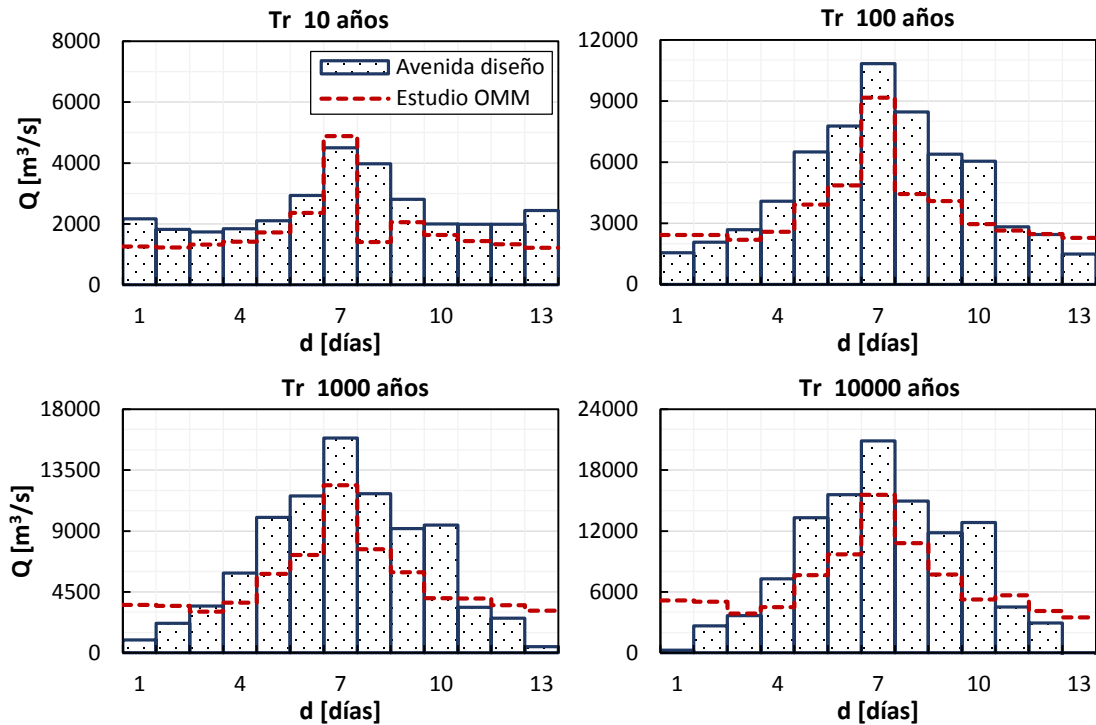 Tr 10 años
8000
6000
4000
2000
0
Q [m³/s]
Avenida diseño
Estudio OMM
1 4 7 10 13
d [días]
Tr 100 años
12000
9000
6000
3000
0
1 4 7 10 13
d [días]
Tr 1000 años
18000
13500
9000
4500
0
Q [m³/s]
1 4 7 10 13
d [días]
Tr 10000 años
24000
18000
12000
6000
0
1 4 7 10 13
d [días]